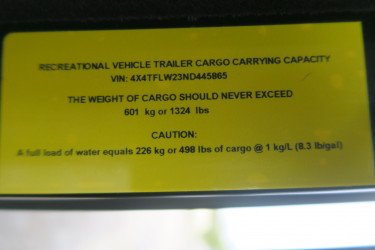 RECREATIONAL VEHICLE TRAILER CARGO CARRYING CAPACITY
VIN: 4X4TFLW23ND445865
THE WEIGHT OF CARGO SHOULD NEVER EXCEED
601 kg or 1324 lbs
CAUTION:
A full load of water equals 226 kg or 498 lbs of cargo @ 1 kg/L (8.3 lb/gal)